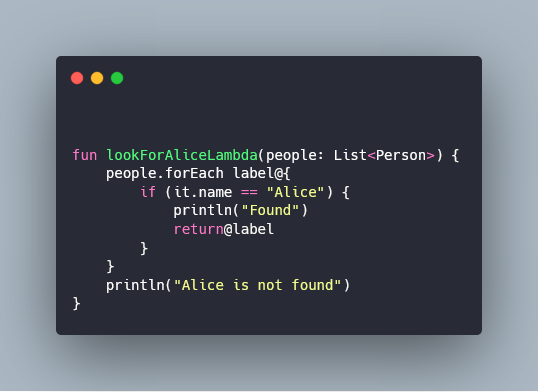 fun lookForAliceLambda(people: List<Person>) {
    people.forEach label@{
        if (it.name == "Alice") {
            println("Found")
            return@label
        }
    }
    println("Alice is not found")
}